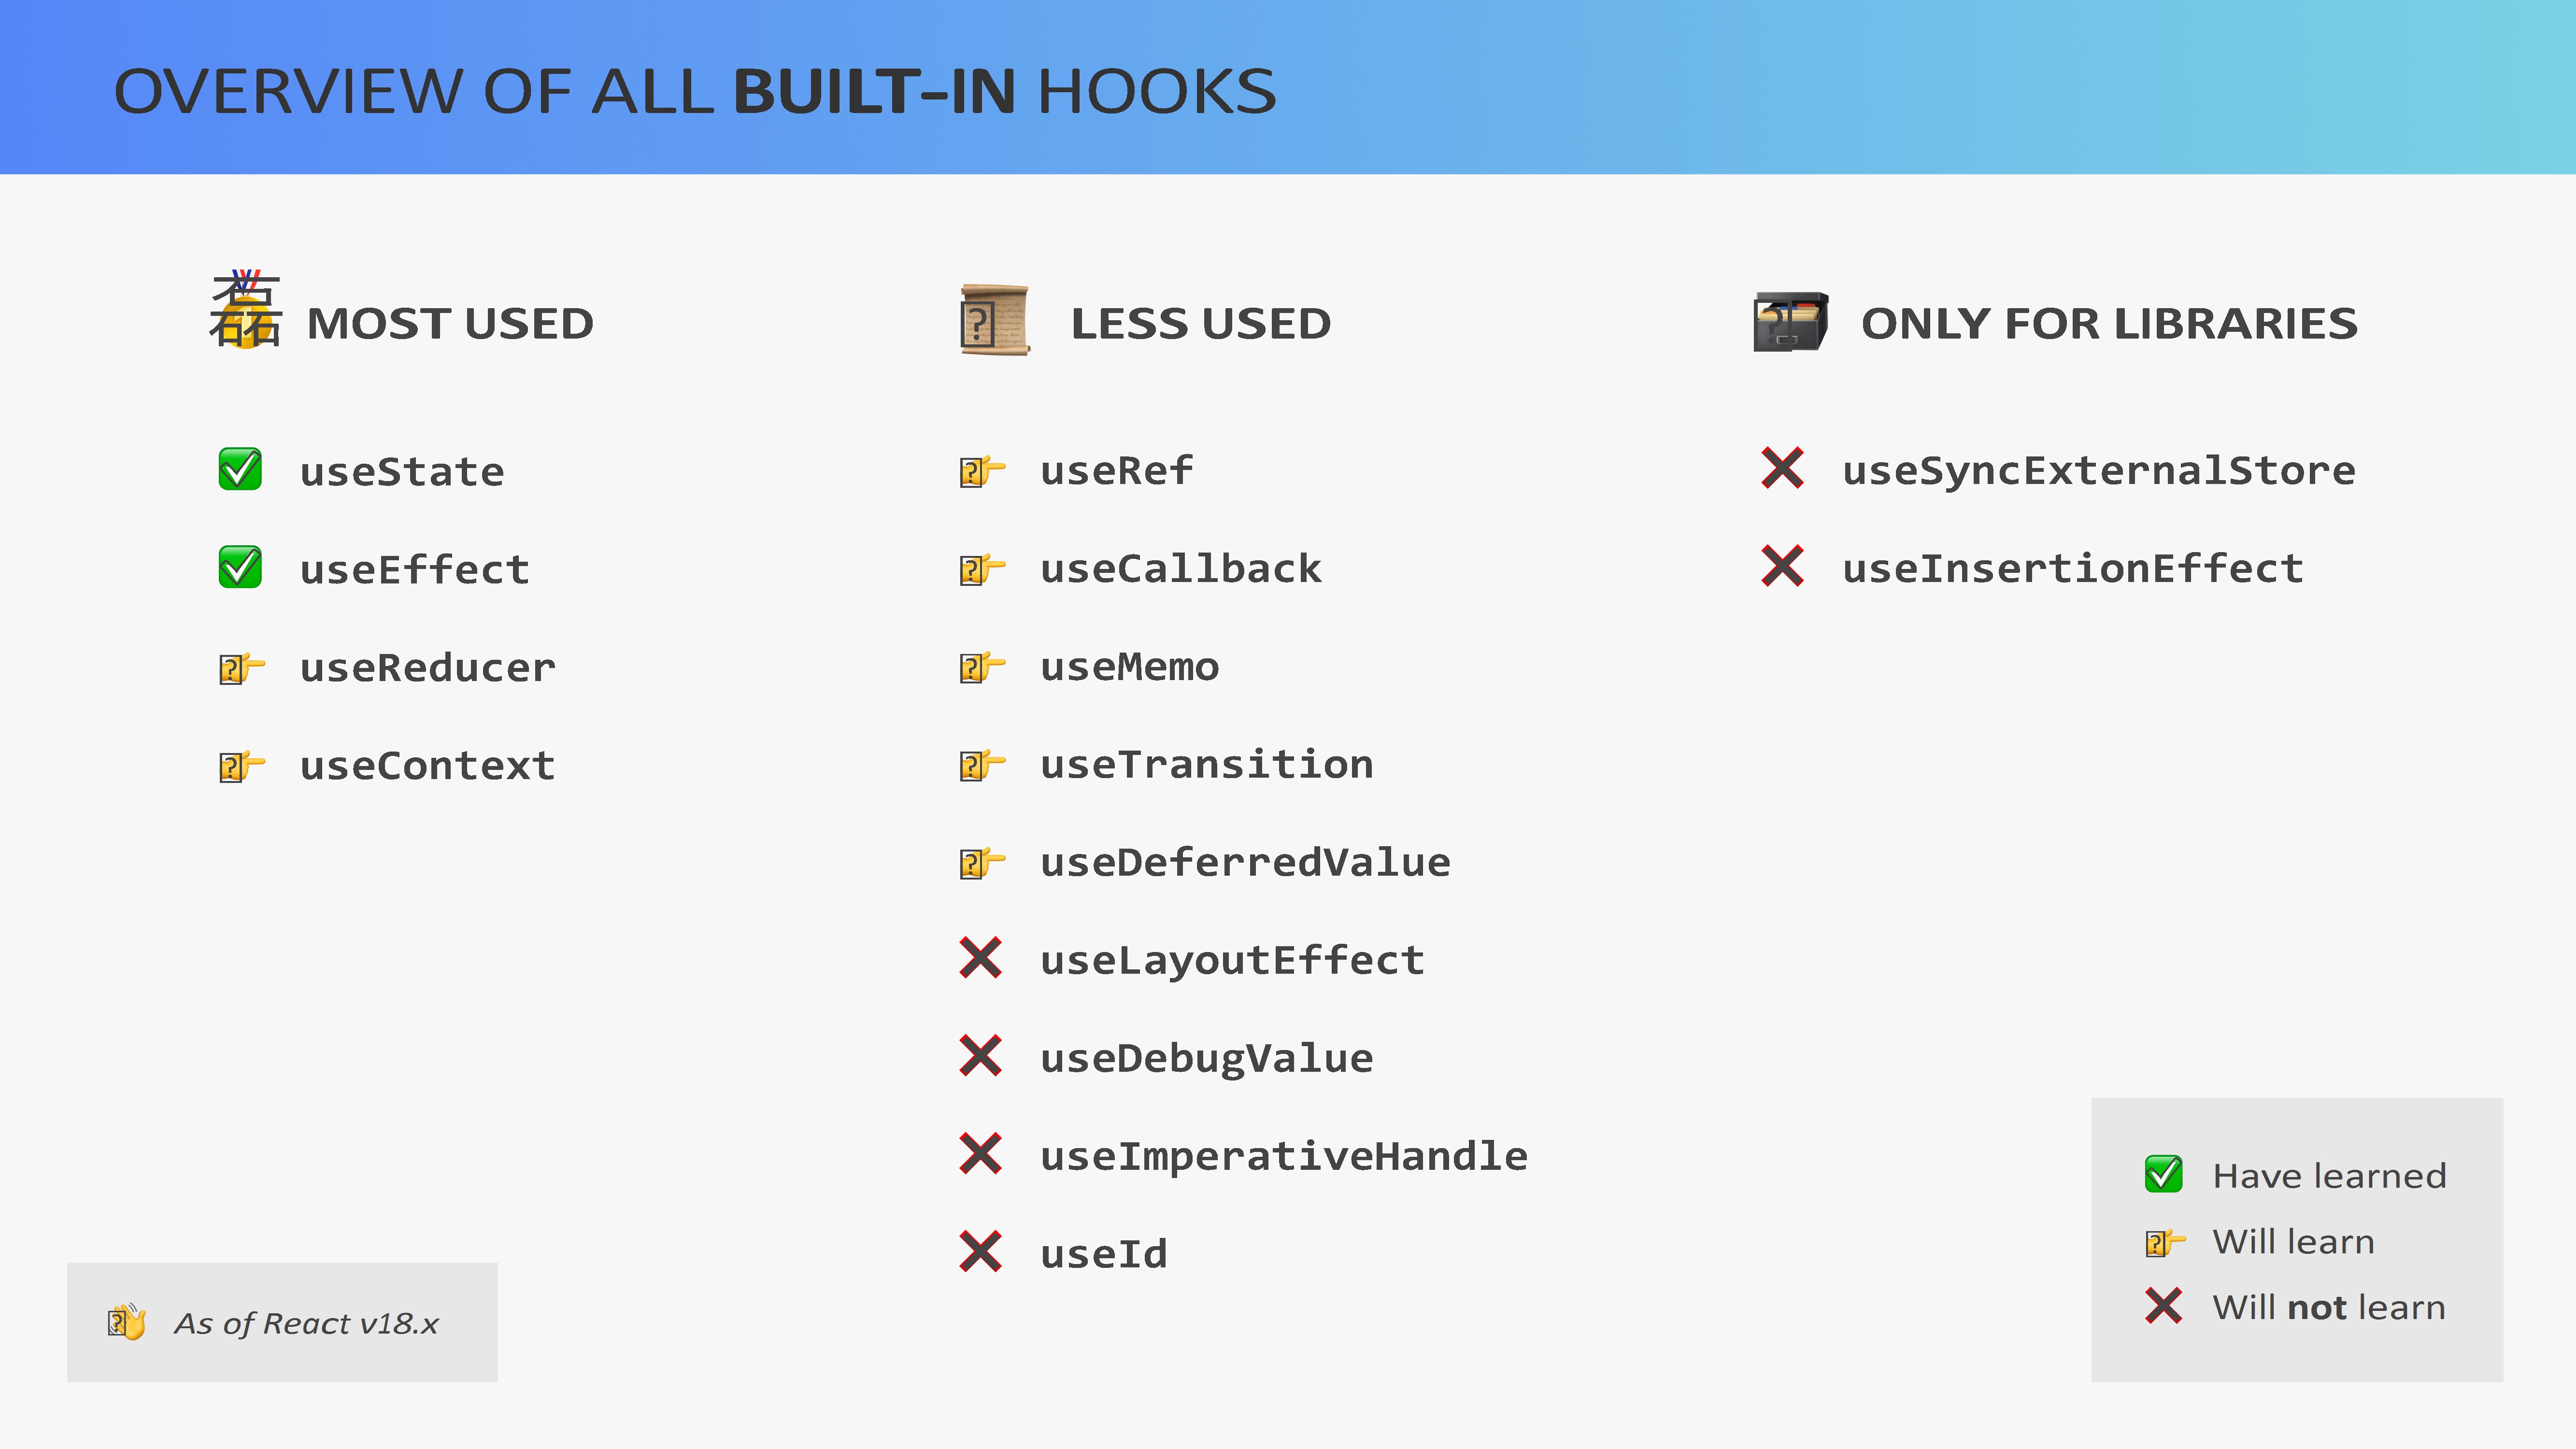 OVERVIEW OF ALL BUILT-IN HOOKS
MOST USED
✅ useState
✅ useEffect
👉 useReducer
👉 useContext
LESS USED
👉 useRef
👉 useCallback
👉 useMemo
👉 useTransition
👉 useDeferredValue
❌ useLayoutEffect
❌ useDebugValue
❌ useImperativeHandle
❌ useId
ONLY FOR LIBRARIES
❌ useSyncExternalStore
❌ useInsertionEffect
👋 As of React v18.x
✅ Have learned
👉 Will learn
❌ Will not learn